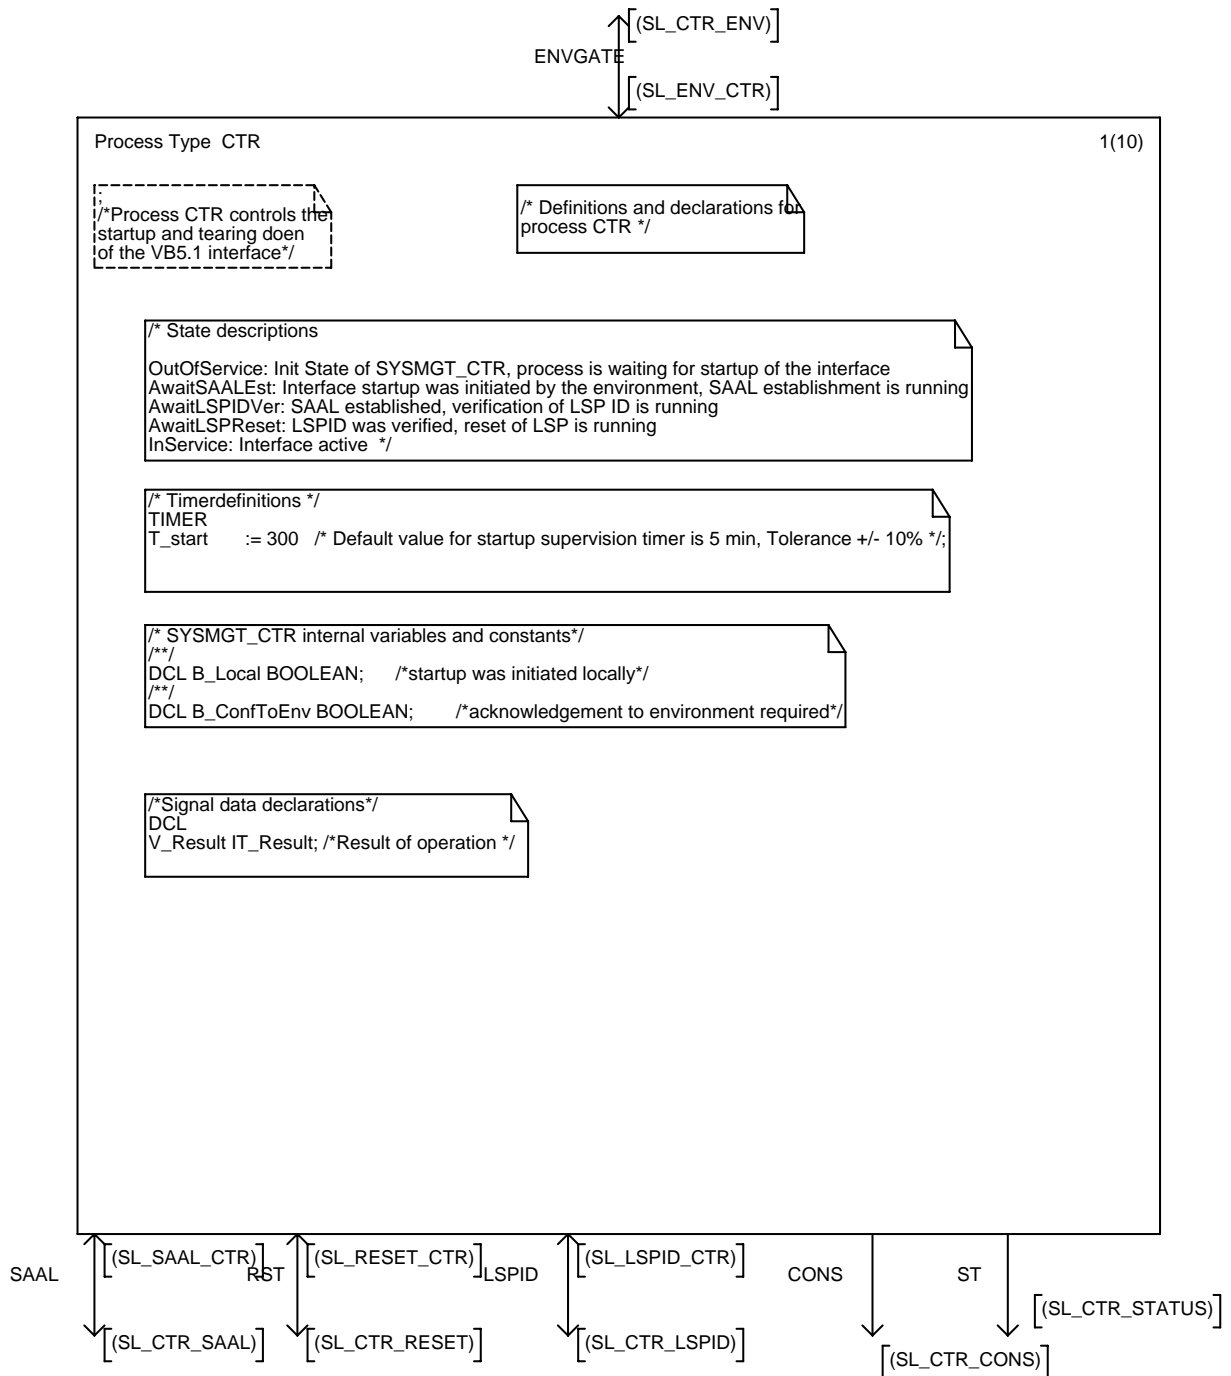 (SL_CTR_ENV)
ENVGATE
(SL_ENV_CTR)
Process Type CTR
1(10)
;
/*Process CTR controls the
startup and tearing doen
of the VB5.1 interface*/
/* Definitions and declarations for
process CTR */
/* State descriptions
OutOfService: Init State of SYSMGT_CTR, process is waiting for startup of the interface
AwaitSAALEst: Interface startup was initiated by the environment, SAAL establishment is running
AwaitLSPIDVer: SAAL established, verification of LSP ID is running
AwaitLSPReset: LSPID was verified, reset of LSP is running
InService: Interface active */
/* Timerdefinitions */
TIMER
T_start := 300 /* Default value for startup supervision timer is 5 min, Tolerance +/- 10% */;
/* SYSMGT_CTR internal variables and constants*/
/**/
DCL B_Local BOOLEAN; /*startup was initiated locally*/
/**/
DCL B_ConfToEnv BOOLEAN; /*acknowledgement to environment required*/
/*Signal data declarations*/
DCL
V_Result IT_Result; /*Result of operation */
SAAL
(SL_SAAL_CTR)
RST
(SL_RESET_CTR)
LSPID
(SL_LSPID_CTR)
CONS
ST
(SL_CTR_STATUS)
(SL_CTR_SAAL)
(SL_CTR_RESET)
(SL_CTR_LSPID)
(SL_CTR_CONS)